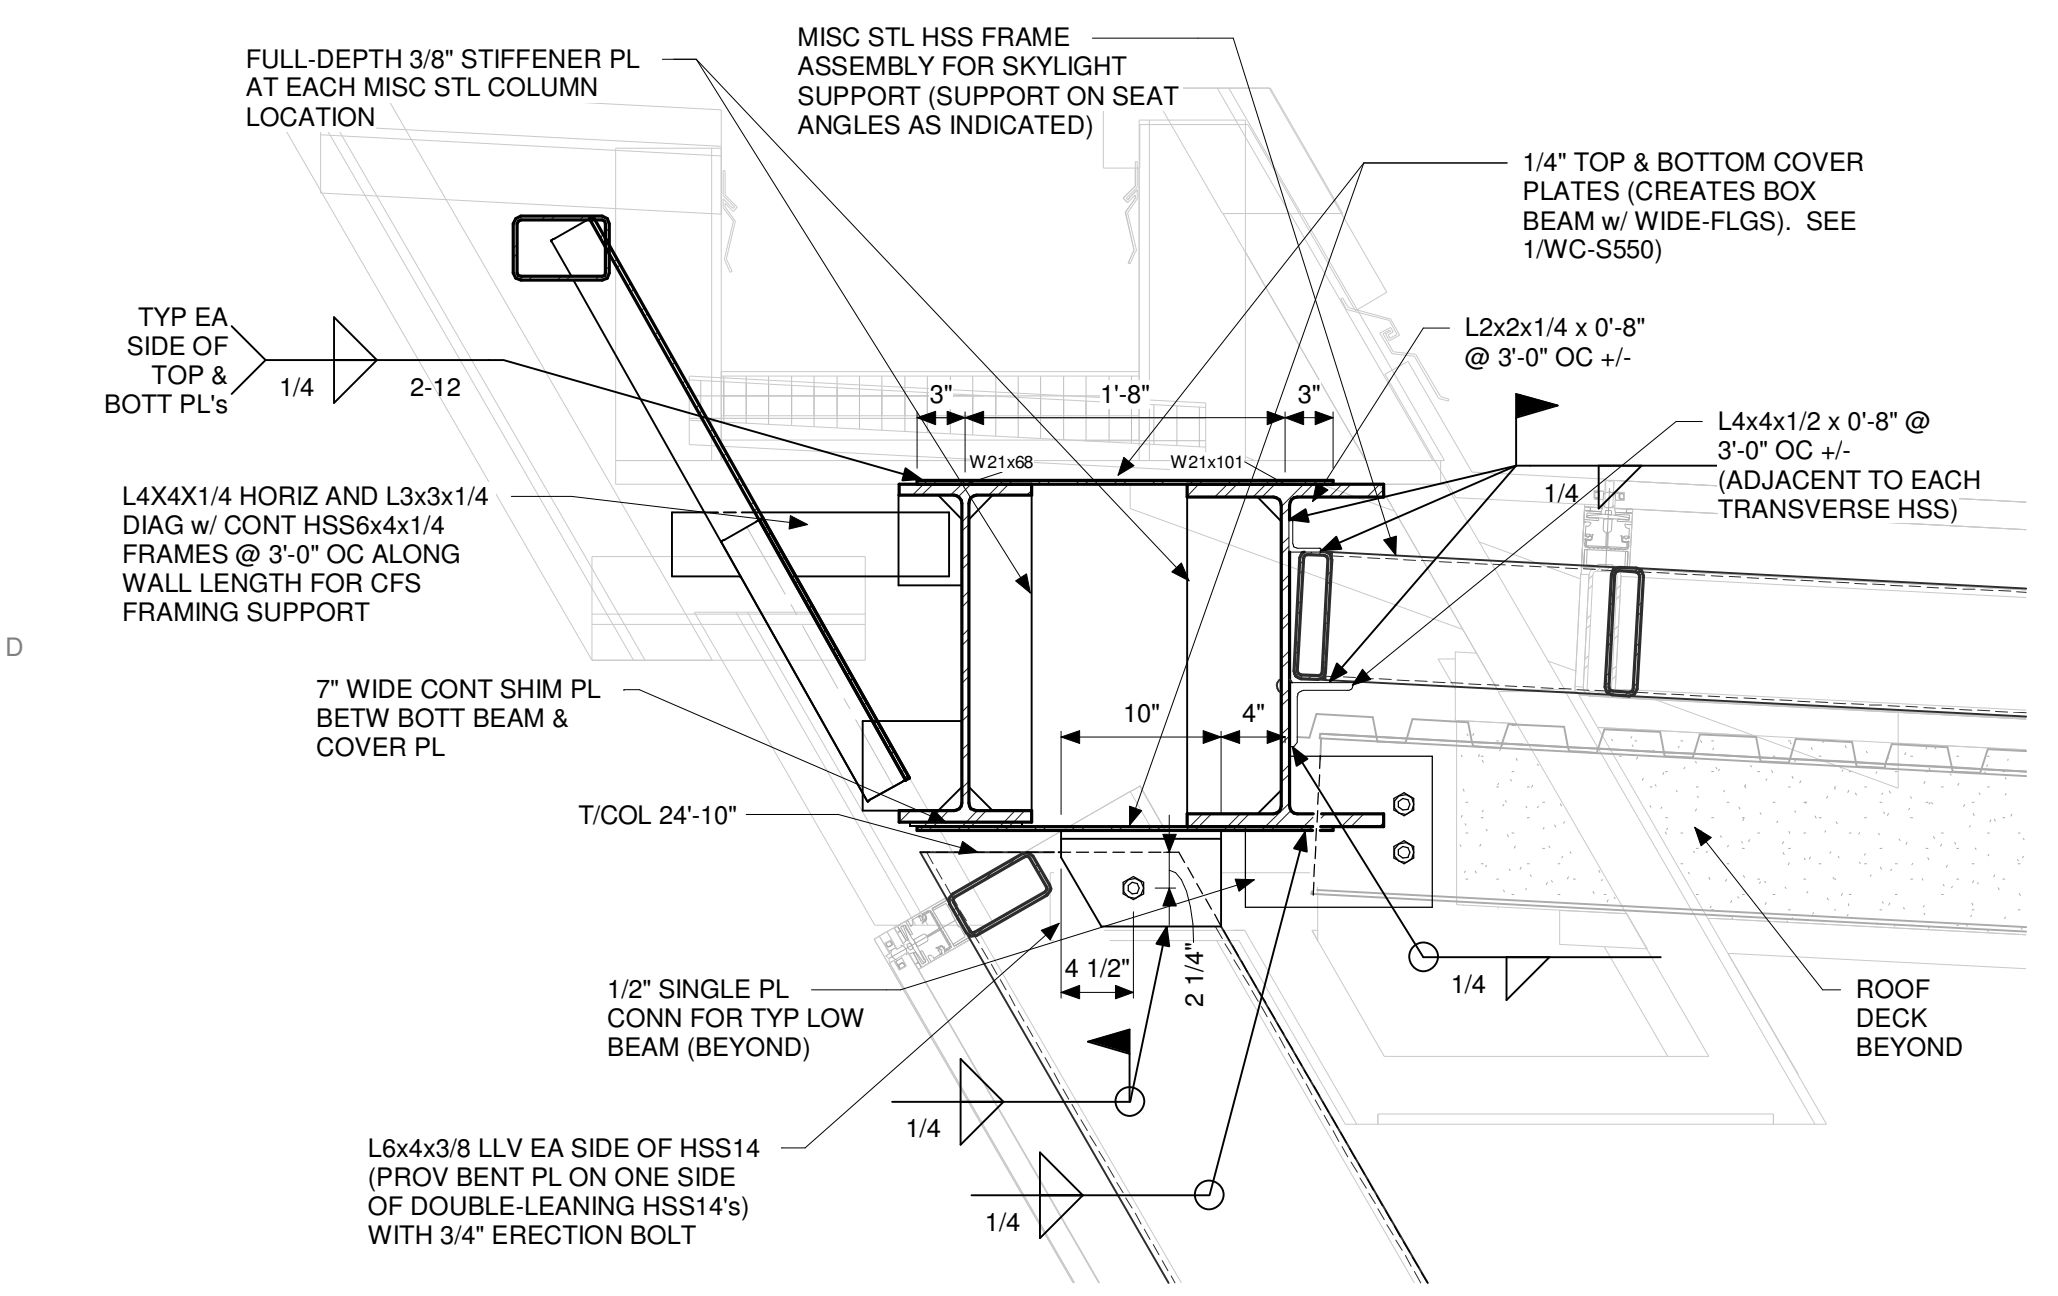 FULL-DEPTH 3/8" STIFFENER PL
AT EACH MISC STL COLUMN
LOCATION
MISC STL HSS FRAME
ASSEMBLY FOR SKYLIGHT
SUPPORT (SUPPORT ON SEAT
ANGLES AS INDICATED)
1/4" TOP & BOTTOM COVER
PLATES (CREATES BOX
BEAM w/ WIDE-FLGS).  SEE
1/WC-S550)
TYP EA
SIDE OF
TOP &
BOTT PL's
1/4
2-12
L2x2x1/4 x 0'-8"
@ 3'-0" OC +/-
3"
1'-8"
3"
W21x68
W21x101
L4x4x1/2 x 0'-8" @
3'-0" OC +/-
(ADJACENT TO EACH
TRANSVERSE HSS)
1/4
L4X4X1/4 HORIZ AND L3x3x1/4
DIAG w/ CONT HSS6x4x1/4
FRAMES @ 3'-0" OC ALONG
WALL LENGTH FOR CFS
FRAMING SUPPORT
D
7" WIDE CONT SHIM PL
BETW BOTT BEAM &
COVER PL
10"
4"
T/COL 24'-10"
4 1/2"
2 1/4"
1/2" SINGLE PL
CONN FOR TYP LOW
BEAM (BEYOND)
1/4
ROOF
DECK
BEYOND
1/4
L6x4x3/8 LLV EA SIDE OF HSS14
(PROV BENT PL ON ONE SIDE
OF DOUBLE-LEANING HSS14's)
WITH 3/4" ERECTION BOLT
1/4